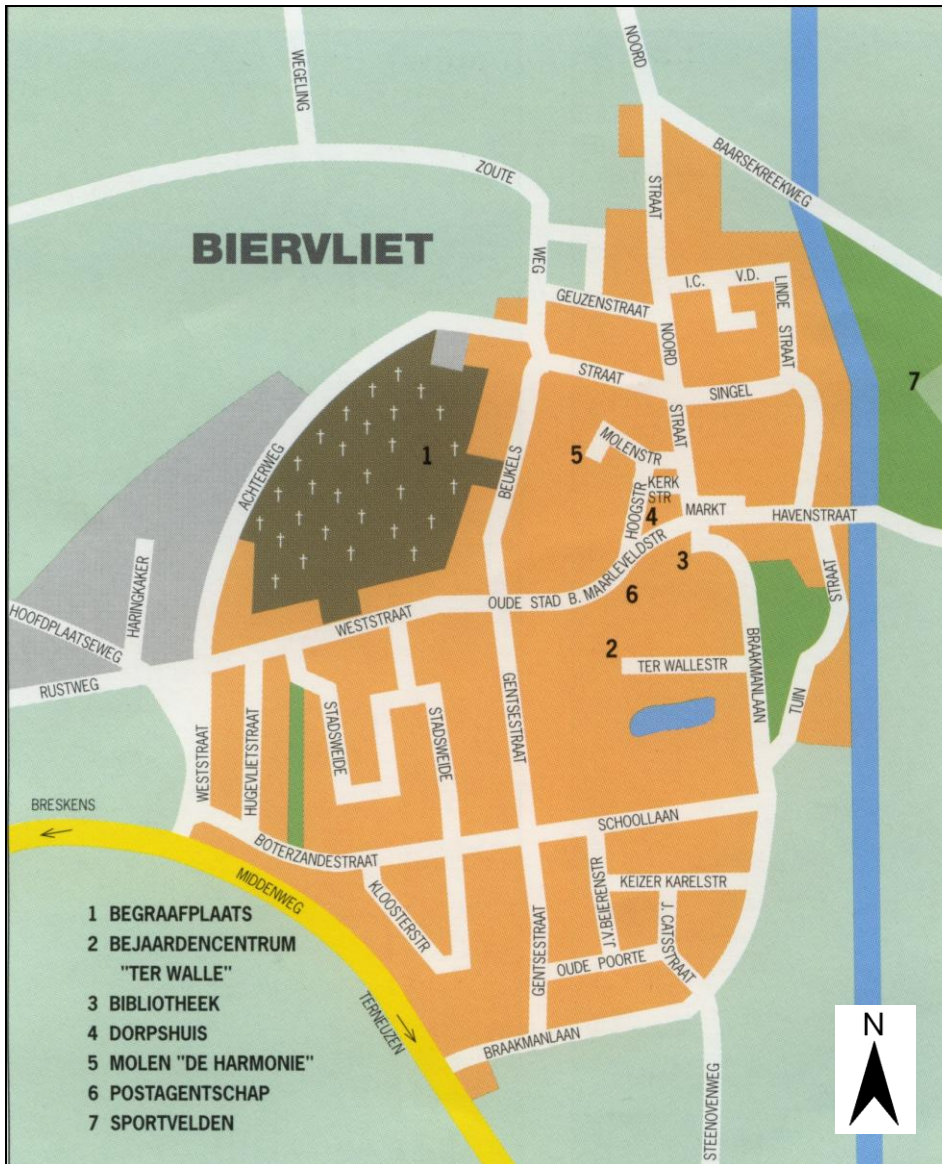 NOORD
WEGELING
BAARSEKREEKWEG
ZOUTE
STRAAT
BIERVLIET
WEG
I.C. V.D.
LINDE
STRAAT
GEUZENSTRAAT
NOORD
STRAAT
STRAAT
SINGEL
7
ACHTERWEG
1
BEUKELS
5
MOLENSTR
KERK
STR
HOOGSTR
4
MARKT
HAVENSTRAAT
3
HARINGKAKER
HOOFDPLAATSEWEG
WESTSTRAAT
OUDE STAD B. MAARLEVELDSTR
6
STRAAT
2
TER WALLESTR
BRAAKMANLAAN
TUIN
RUSTWEG
WESTSTRAAT
HUGEVLIETSTRAAT
STADSWEIDE
STADSWEIDE
GENTSESTRAAT
BRESKENS
SCHOOLLAAN
BOTERZANDESTRAAT
MIDDENWEG
KLOOSTERSTR
J.V.BEIERENSTR
KEIZER KARELSTR
J. CATSSTRAAT
GENTSESTRAAT
OUDE POORTE
TERNEUZEN
BRAAKMANLAAN
STEENOVENWEG
1 BEGRAAFPLAATS
2 BEJAARDENCENTRUM
"TER WALLE"
3 BIBLIOTHEEK
4 DORPSHUIS
5 MOLEN "DE HARMONIE"
6 POSTAGENTSCHAP
7 SPORTVELDEN
N